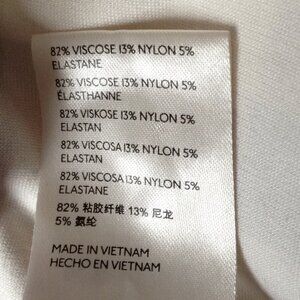 82% VISCOSE 13% NYLON 5%
ELASTANE
82% VISCOSE 13% NYLON 5%
ÉLASTHANNE
82% VISKOSE 13% NYLON 5%
ELASTAN
82% VISCOSA 13% NYLON 5%
ELASTAN
82% VISCOSA 13% NYLON 5%
ELASTANE
82% 粘胶纤维 13% 尼龙
5% 氨纶
MADE IN VIETNAM
HECHO EN VIETNAM